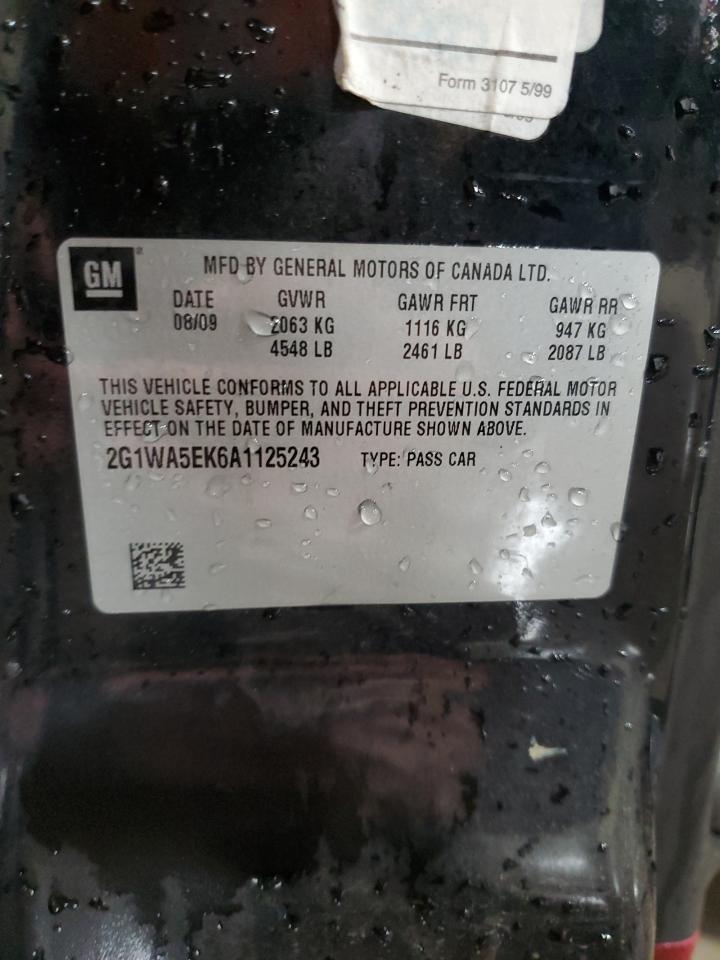 Form 3107 5/99
GM
MFD BY GENERAL MOTORS OF CANADA LTD.
DATE GVWR GAWR FRT GAWR RR
08/09 2063 KG 1116 KG 947 KG
4548 LB 2461 LB 2087 LB
THIS VEHICLE CONFORMS TO ALL APPLICABLE U.S. FEDERAL MOTOR
VEHICLE SAFETY, BUMPER, AND THEFT PREVENTION STANDARDS IN
EFFECT ON THE DATE OF MANUFACTURE SHOWN ABOVE.
2G1WA5EK6A1125243 TYPE: PASS CAR